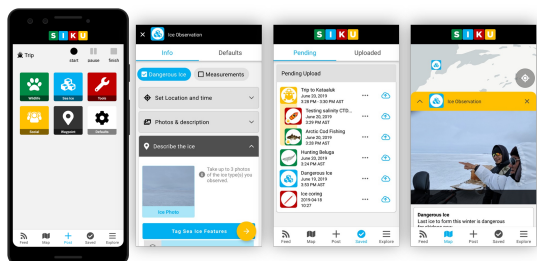 SIKU
Trip
start
pause
finish
Wildlife
Sea Ice
Tools
Social
Waypoint
Defaults
Feed
Map
Post
Saved
Explore
Ice Observation
Info
Defaults
Dangerous Ice
Measurements
Set Location and time
Photos & description
Describe the ice
Take up to 3 photos
of the ice type(s) you
observed.
Ice Photo
Tag Sea Ice Features
Feed
Map
Post
Saved
Explore
SIKU
Pending
Uploaded
Pending Upload
Trip to Kataaluk
June 20, 2019
3:28 PM - 3:30 PM AST
Testing salinity CTD...
June 20, 2019
3:29 PM AST
Arctic Cod Fishing
June 20, 2019
3:28 PM AST
Hunting Beluga
June 20, 2019
3:24 PM AST
Dangerous Ice
June 19, 2019
3:53 PM AST
Ice coring
2019-04-16
10:27
Feed
Map
Post
Saved
Explore
SIKU
Ice Observation
Dangerous Ice
Last ice to form this winter is dangerous
Feed
Map
Post
Saved
Explore